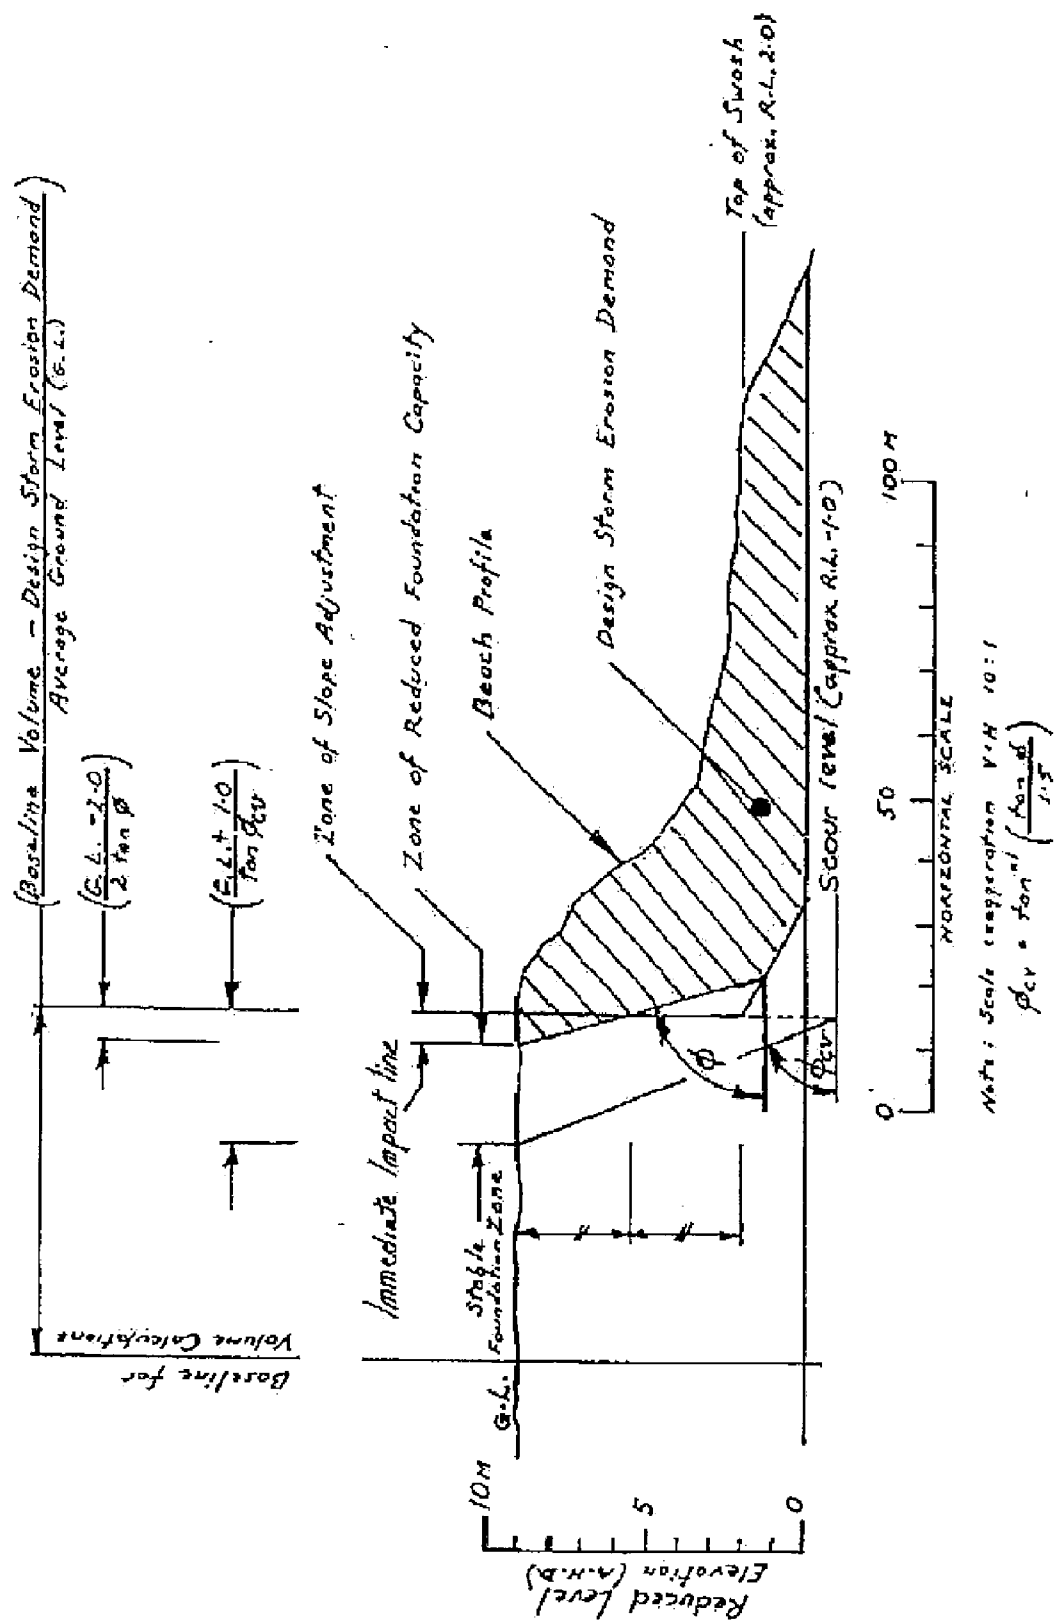 (Baseline Volume - Design Storm Erosion Demand)
Average Ground Level (G.L.)
(G.L. - 2.0)
2 tan ø
(G.L. + 1.0)
tan øcv
Zone of Slope Adjustment
Zone of Reduced Foundation Capacity
Beach Profile
Design Storm Erosion Demand
Top of Swash
(approx. R.L. 2.0)
Immediate Impact line
Stable
Foundation Zone
G.L.
Baseline for
Volume Calculations
ϕ
ϕcv
Scour level (approx R.L. -1.0)
10M
5
0
Reduced Level
Elevation (A.H.D.)
0
50
100 M
HORIZONTAL SCALE
Note: Scale exaggeration V:H 10:1
øcv = tan⁻¹ (tan ø
1.5)